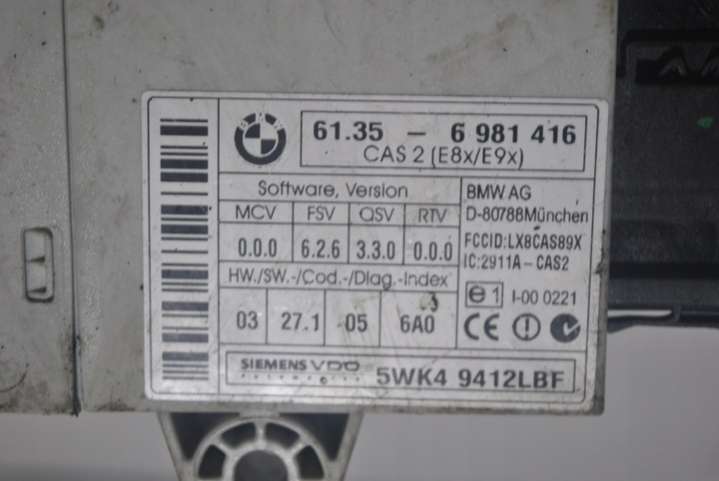 BMW
61.35 – 6 981 416
CAS 2 (E8x/E9x)
Software, Version
MCV FSV QSV RTV
0.0.0 6.2.6 3.3.0 0.0.0
HW./SW.-/Cod.-/Diag.-Index
03 27.1 05 6A0
BMW AG
D-80788München
FCCID:LX8CAS89X
IC:2911A-CAS2
e1 I-00 0221
CE
SIEMENS VDO
5WK4 9412LBF